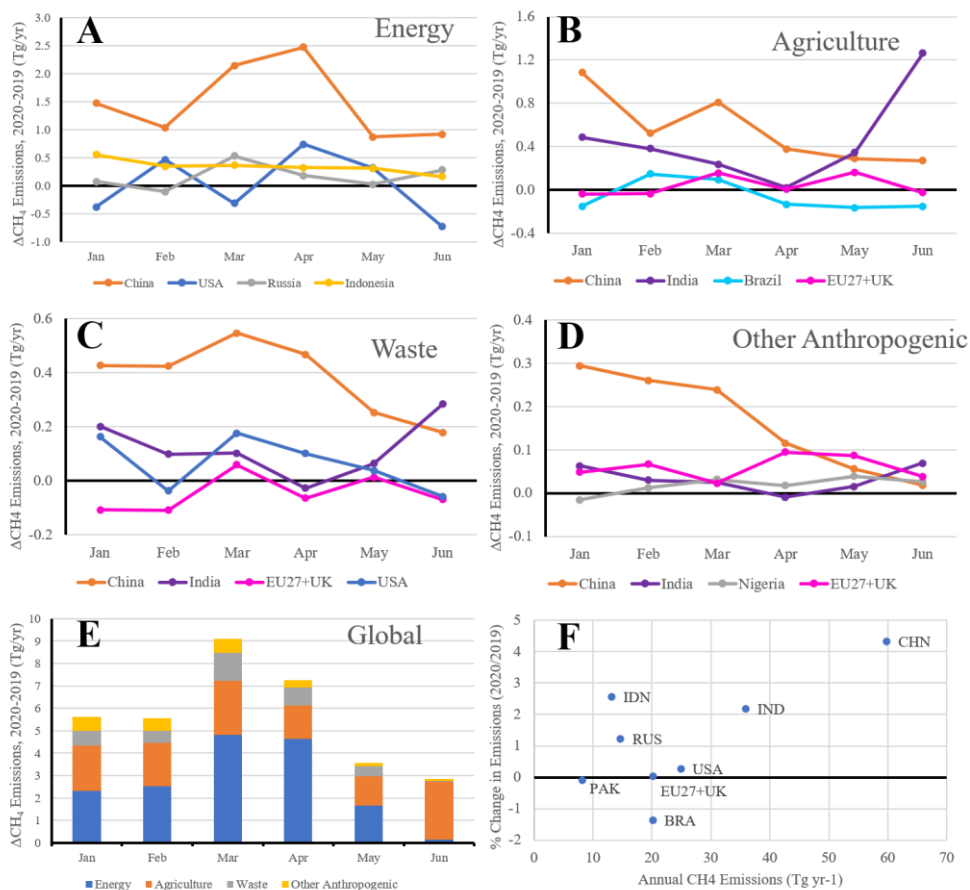 A
Energy
ΔCH₄ Emissions, 2020-2019 (Tg/yr)
3.0
2.5
2.0
1.5
1.0
0.5
0.0
-0.5
-1.0
Jan Feb Mar Apr May Jun
China USA Russia Indonesia
B
Agriculture
ΔCH4 Emissions, 2020-2019 (Tg/yr)
1.6
1.2
0.8
0.4
0.0
-0.4
Jan Feb Mar Apr May Jun
China India Brazil EU27+UK
C
Waste
ΔCH4 Emissions, 2020-2019 (Tg/yr)
0.6
0.4
0.2
0.0
-0.2
Jan Feb Mar Apr May Jun
China India EU27+UK USA
D
Other Anthropogenic
ΔCH4 Emissions, 2020-2019 (Tg/yr)
0.4
0.3
0.2
0.1
0.0
-0.1
Jan Feb Mar Apr May Jun
China India Nigeria EU27+UK
E
Global
ΔCH₄ Emissions, 2020-2019 (Tg/yr)
10
9
8
7
6
5
4
3
2
1
0
Jan Feb Mar Apr May Jun
Energy Agriculture Waste Other Anthropogenic
F
% Change in Emissions (2020/2019)
5
4
3
2
1
0
-1
-2
CHN
IDN
IND
RUS
USA
PAK
EU27+UK
BRA
0 10 20 30 40 50 60 70
Annual CH4 Emissions (Tg yr-1)